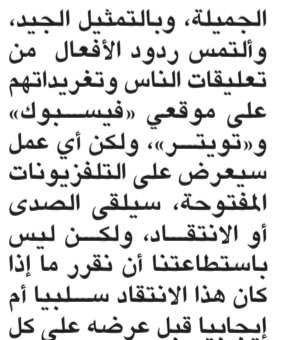 الجميلة، وبالتمثيل الجيد،
وألتمس ردود الأفعال من
تعليقات الناس وتغريداتهم
على موقعي «فيسبوك»
و«تويتر»، ولكن أي عمل
سيعرض على التلفزيونات
المفتوحة، سيلقى الصدى
أو الانتقاد، ولكن ليس
باستطاعتنا أن نقرر ما إذا
كان هذا الانتقاد سلبيا أم
إيجابيا قبل عرضه على كل